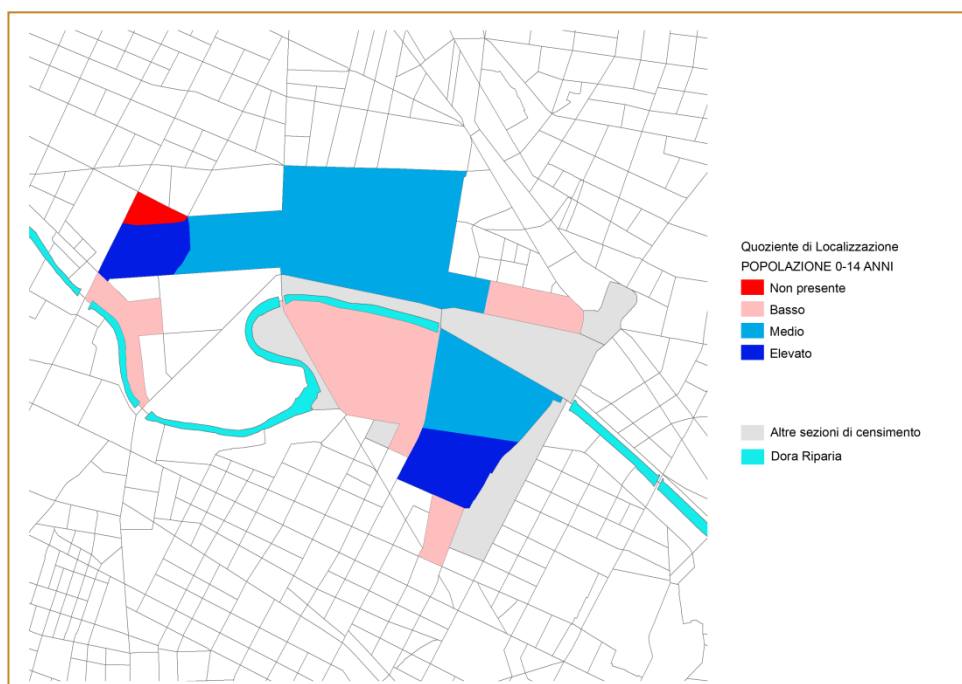 Quoziente di Localizzazione
POPOLAZIONE 0-14 ANNI
Non presente
Basso
Medio
Elevato
Altre sezioni di censimento
Dora Riparia